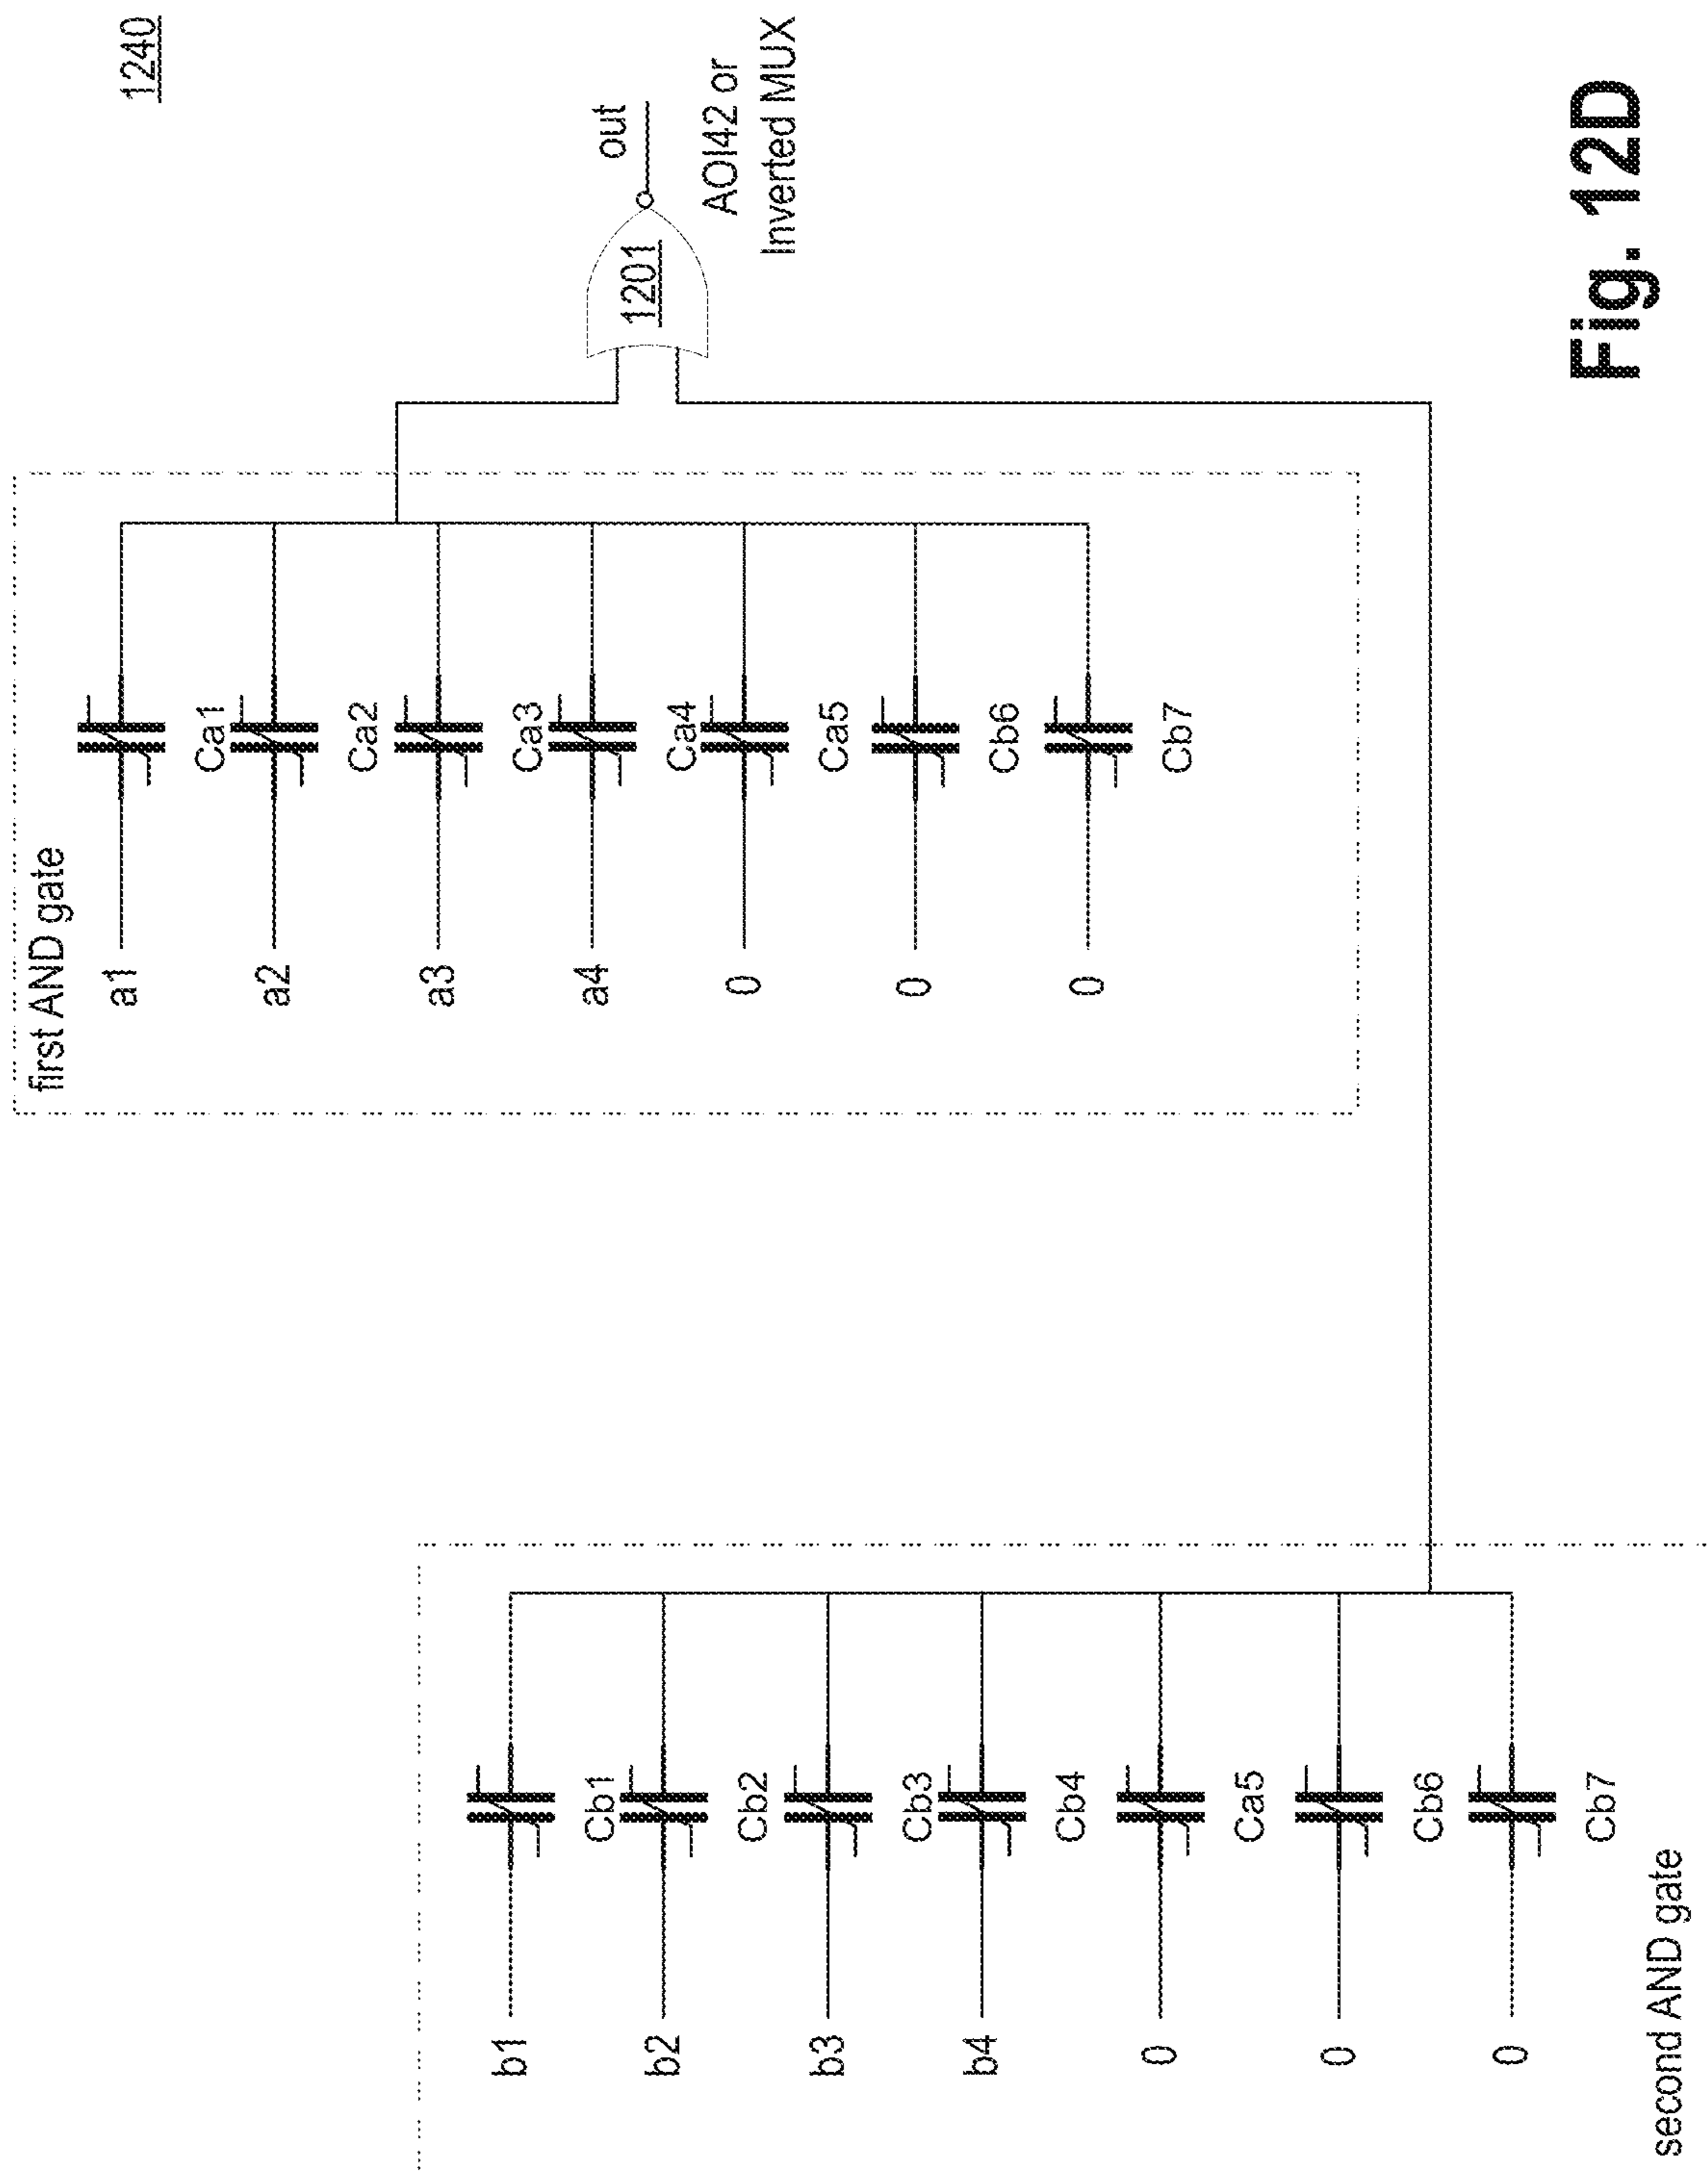 1240
first AND gate
a1
Ca1
a2
Ca2
a3
Ca3
a4
Ca4
0
Ca5
0
Cb6
0
Cb7
1201
out
AOI42 or
Inverted MUX
b1
Cb1
b2
Cb2
b3
Cb3
b4
Cb4
0
Ca5
0
Cb6
0
Cb7
second AND gate
Fig. 12D